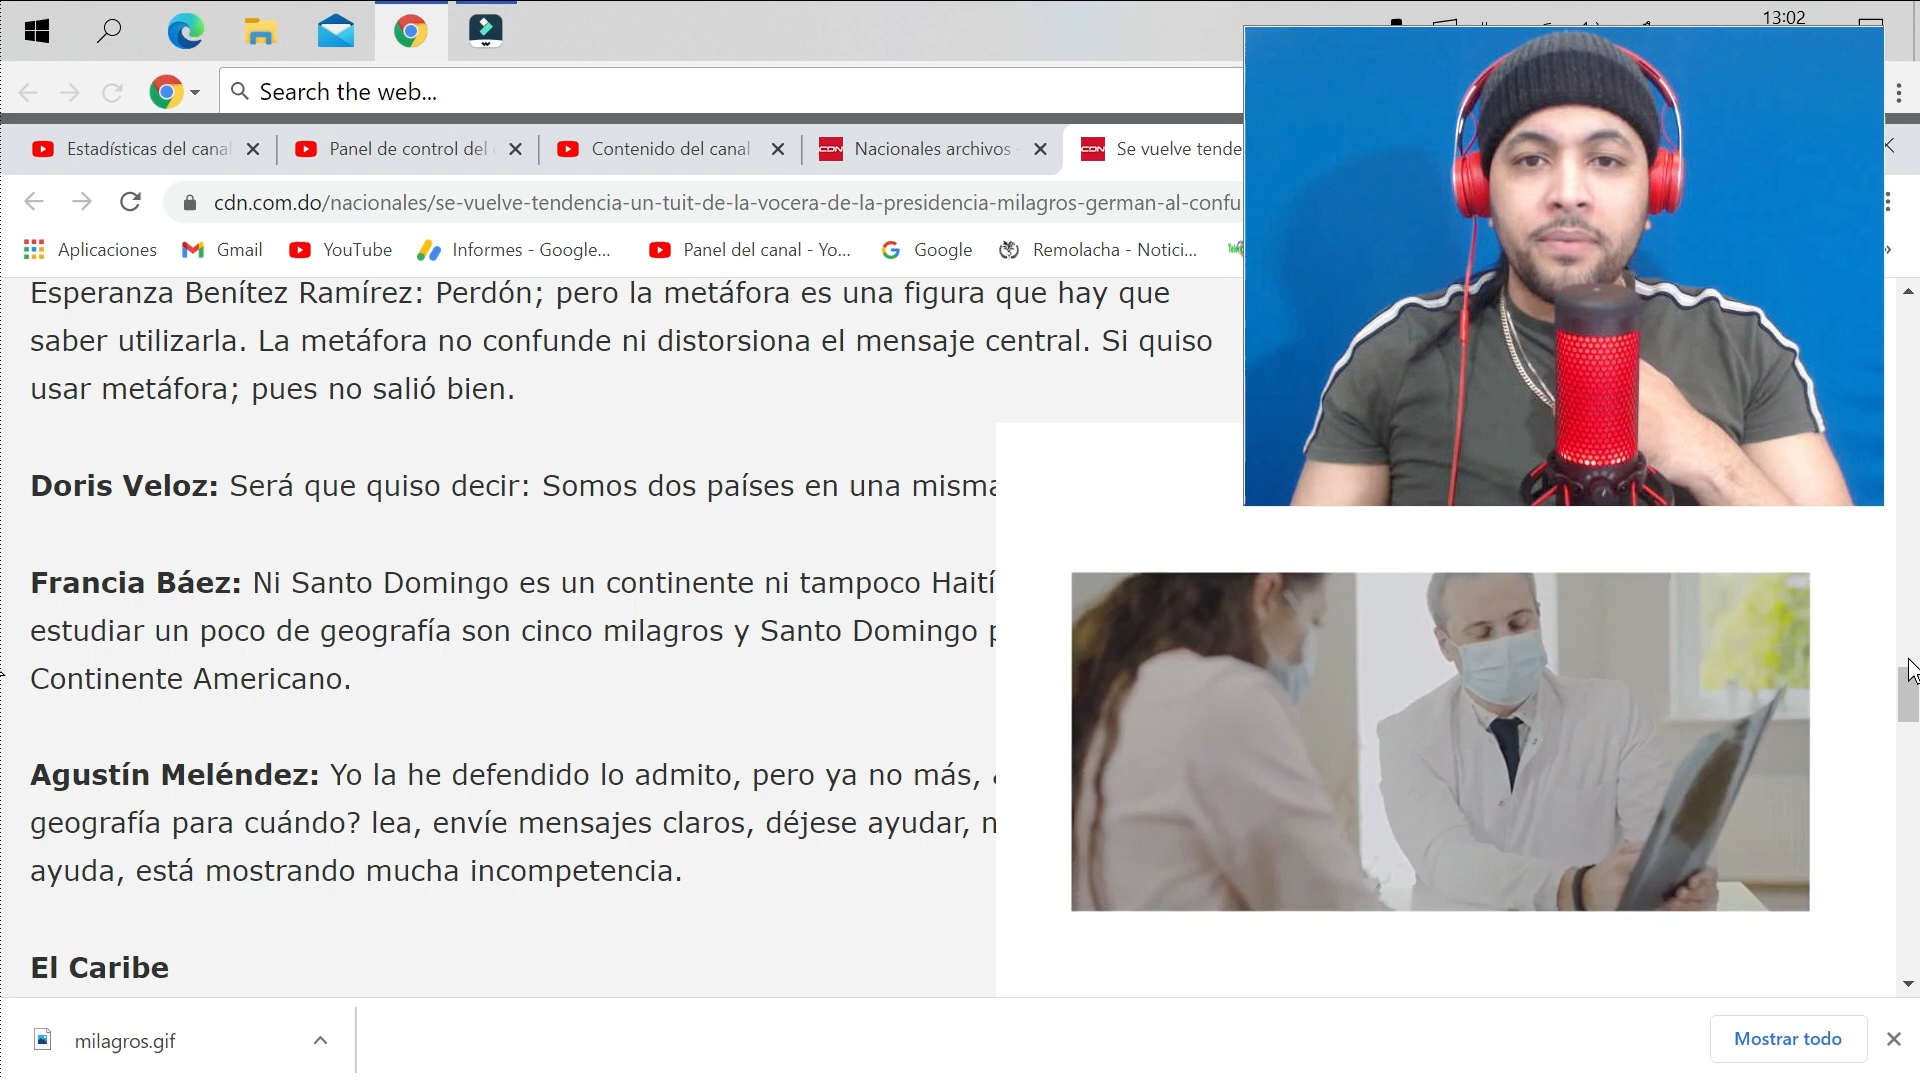 13:02
Search the web...
Estadísticas del cana
Panel de control del
Contenido del canal
CDN
Nacionales archivos
CDN
Se vuelve tende
cdn.com.do/nacionales/se-vuelve-tendencia-un-tuit-de-la-vocera-de-la-presidencia-milagros-german-al-confu
Aplicaciones
Gmail
YouTube
Informes - Google...
Panel del canal - Yo...
Google
Remolacha - Notici...
Esperanza Benítez Ramírez: Perdón; pero la metáfora es una figura que hay que
saber utilizarla. La metáfora no confunde ni distorsiona el mensaje central. Si quiso
usar metáfora; pues no salió bien.
Doris Veloz: Será que quiso decir: Somos dos países en una misma
Francia Báez: Ni Santo Domingo es un continente ni tampoco Haití
estudiar un poco de geografía son cinco milagros y Santo Domingo p
Continente Americano.
Agustín Meléndez: Yo la he defendido lo admito, pero ya no más, ¿
geografía para cuándo? lea, envíe mensajes claros, déjese ayudar, n
ayuda, está mostrando mucha incompetencia.
El Caribe
milagros.gif
Mostrar todo